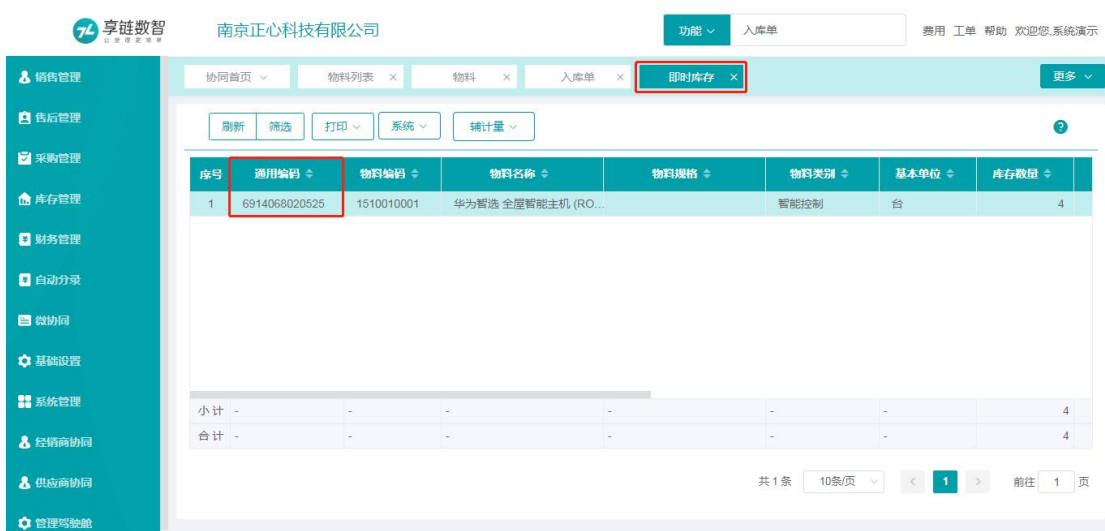 享链数智
让管理更简单
南京正心科技有限公司
功能
入库单
费用 工单 帮助 欢迎您,系统演示
销售管理
售后管理
采购管理
库存管理
财务管理
自动分录
微协同
基础设置
系统管理
经销商协同
供应商协同
管理驾驶舱
协同首页 物料列表 × 物料 × 入库单 × 即时库存 × 更多
刷新 筛选 打印 系统 辅计量 ?
序号 通用编码 物料编码 物料名称 物料规格 物料类别 基本单位 库存数量
1 6914068020525 1510010001 华为智选 全屋智能主机 (RO... 智能控制 台 4
小计 - - - - - - 4
合计 - - - - - - 4
共 1 条 10条/页 < 1 > 前往 1 页